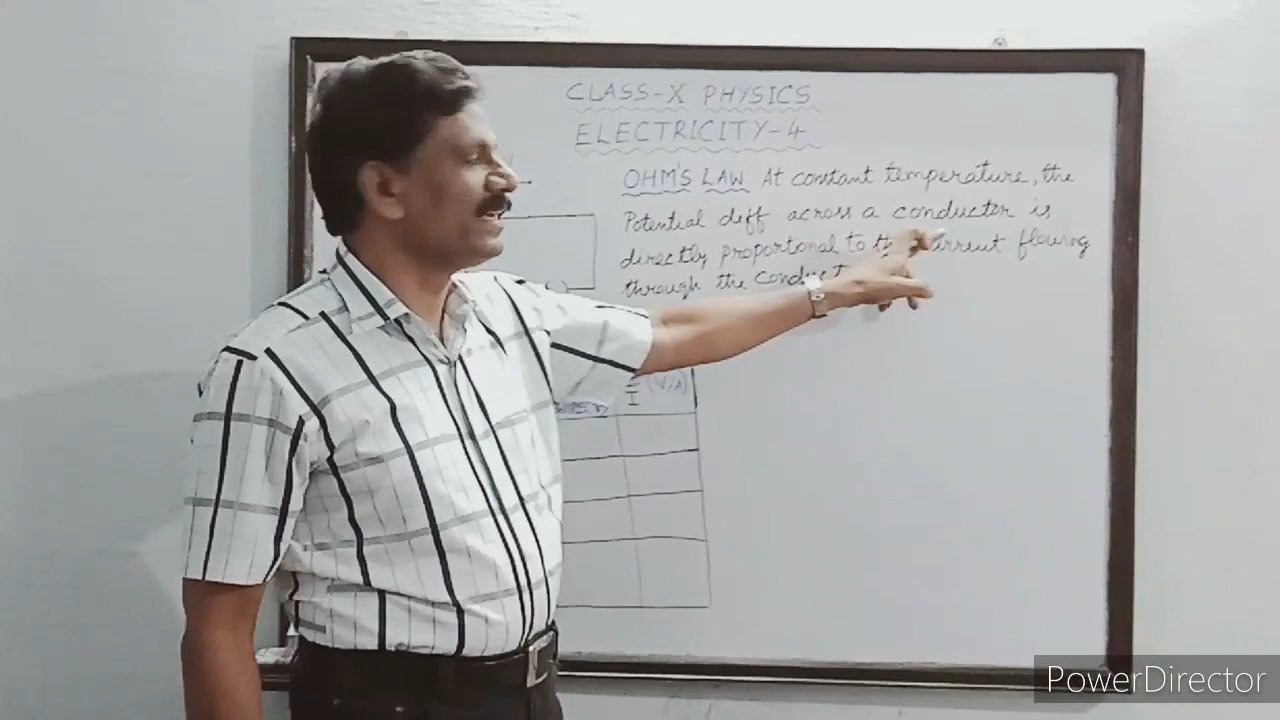 CLASS-X PHYSICS
ELECTRICITY-4
OHM'S LAW At constant temperature, the
Potential diff across a conductor is
directly proportional to current flowing
through the
I (V/A)
PowerDirector